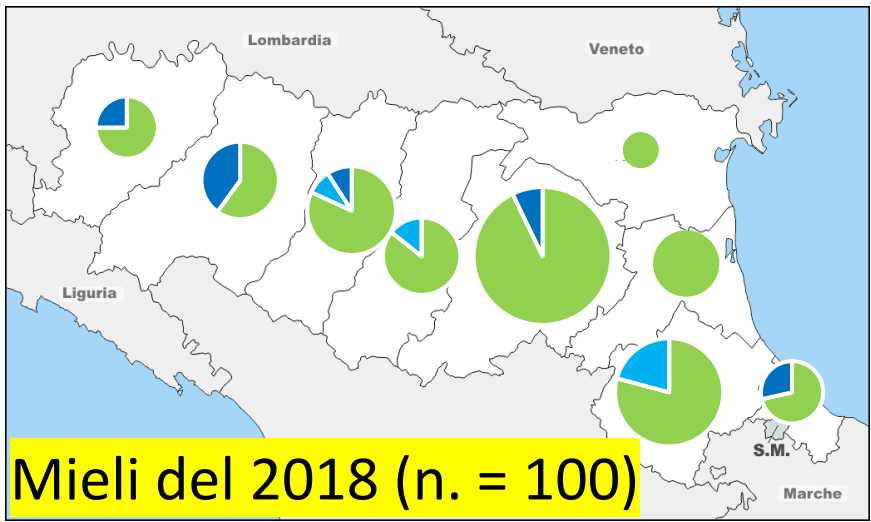 Lombardia
Veneto
Liguria
S.M.
Marche
Mieli del 2018 (n. = 100)